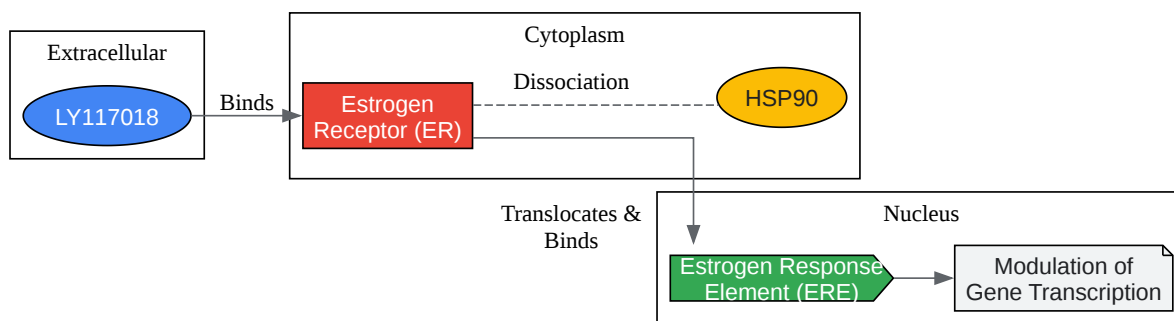 Extracellular
LY117018
Binds
Cytoplasm
Dissociation
Estrogen
Receptor (ER)
HSP90
Translocates &
Binds
Nucleus
Estrogen Response
Element (ERE)
Modulation of
Gene Transcription